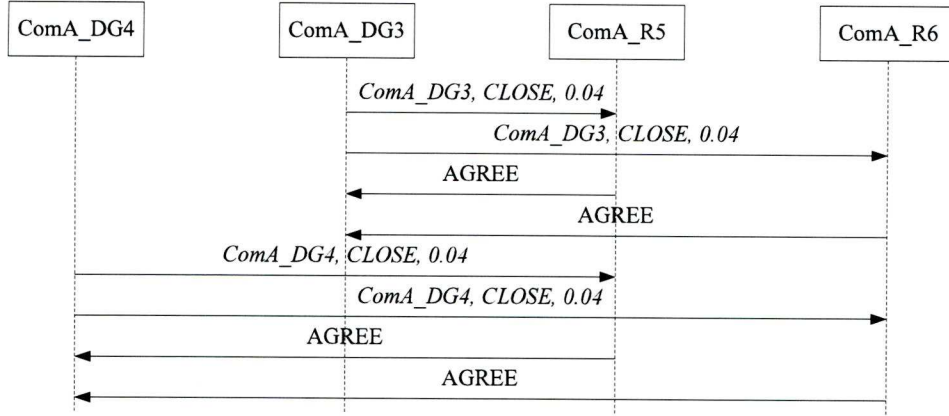 ComA_DG4
ComA_DG3
ComA_R5
ComA_R6
ComA_DG3, CLOSE, 0.04
ComA_DG3, CLOSE, 0.04
AGREE
AGREE
ComA_DG4, CLOSE, 0.04
ComA_DG4, CLOSE, 0.04
AGREE
AGREE